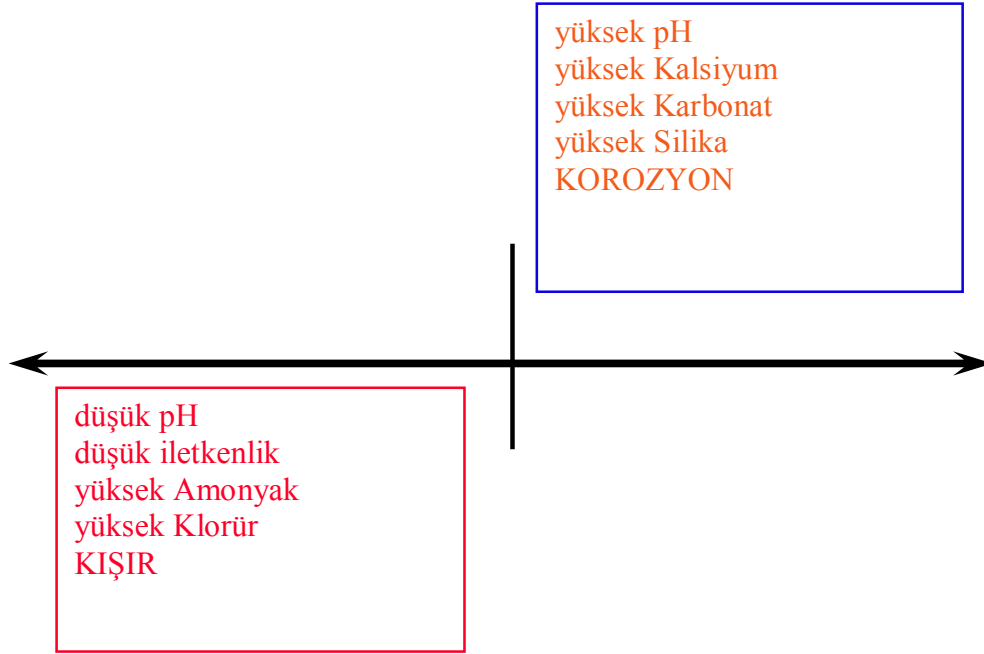 yüksek pH
yüksek Kalsiyum
yüksek Karbonat
yüksek Silika
KOROZYON
düşük pH
düşük iletkenlik
yüksek Amonyak
yüksek Klorür
KIŞIR